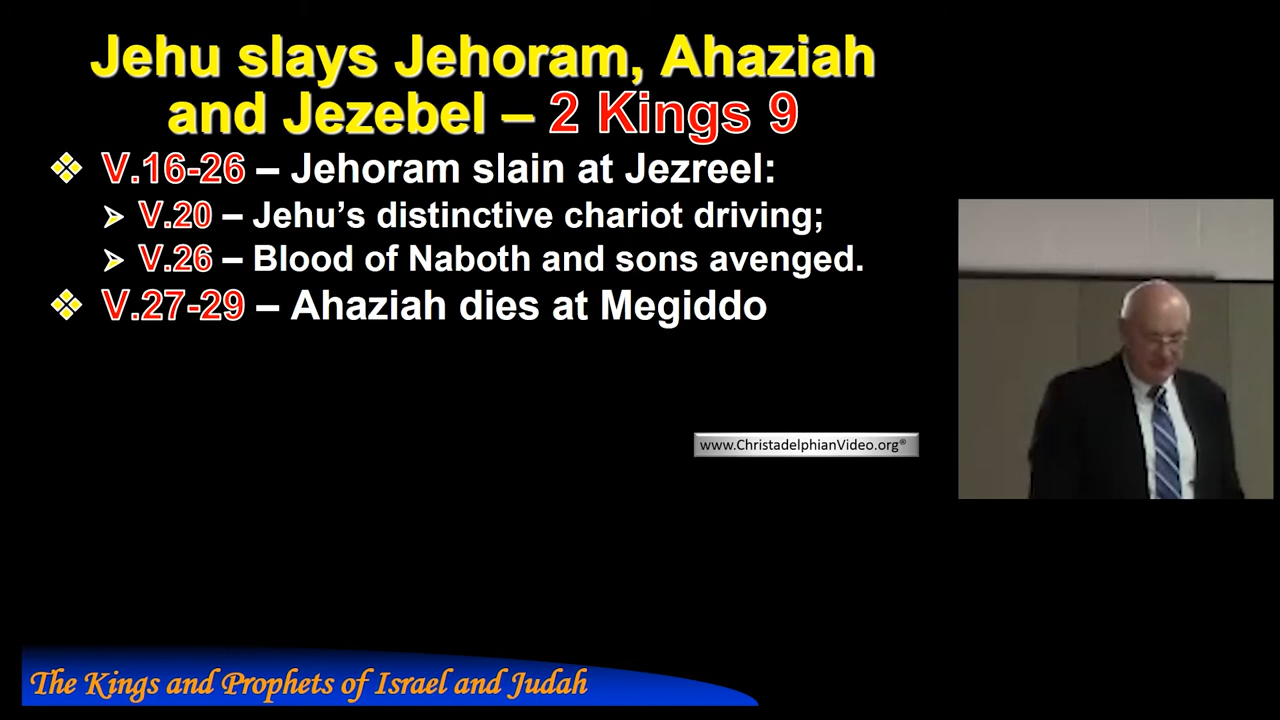 Jehu slays Jehoram, Ahaziah
and Jezebel – 2 Kings 9
V.16-26 – Jehoram slain at Jezreel:
V.20 – Jehu's distinctive chariot driving;
V.26 – Blood of Naboth and sons avenged.
V.27-29 – Ahaziah dies at Megiddo
www.ChristadelphianVideo.org®
The Kings and Prophets of Israel and Judah